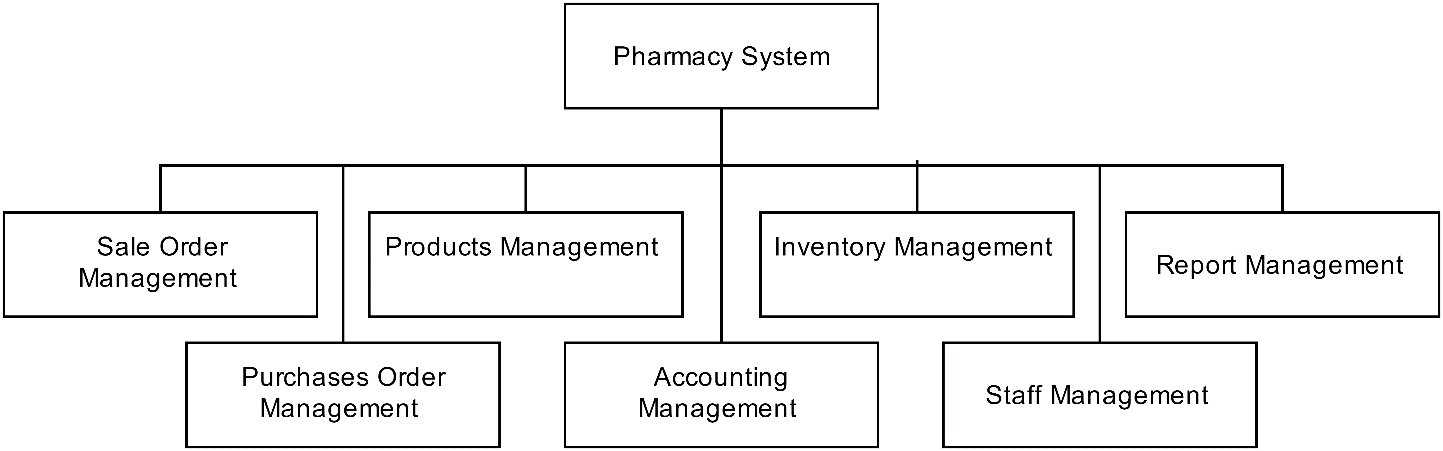 Pharmacy System
Sale Order
Management
Products Management
Inventory Management
Report Management
Purchases Order
Management
Accounting
Management
Staff Management